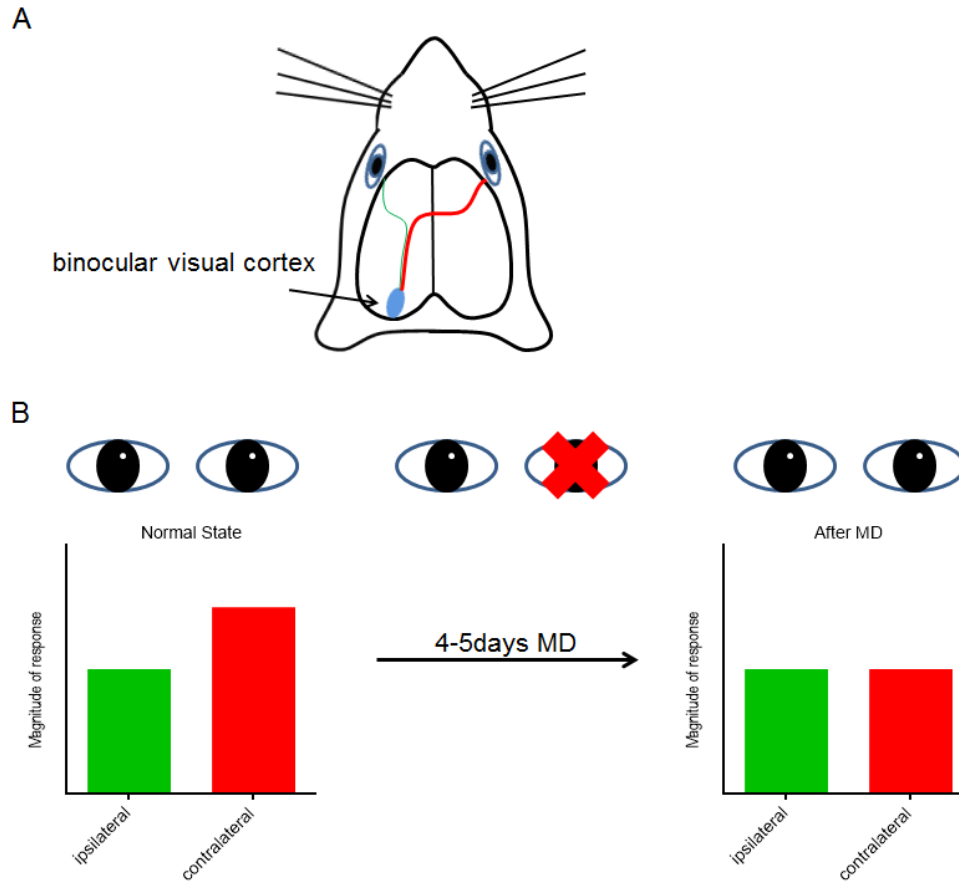 A
binocular visual cortex
B
Normal State
Magnitude of response
ipsilateral
contralateral
4-5days MD
After MD
Magnitude of response
ipsilateral
contralateral